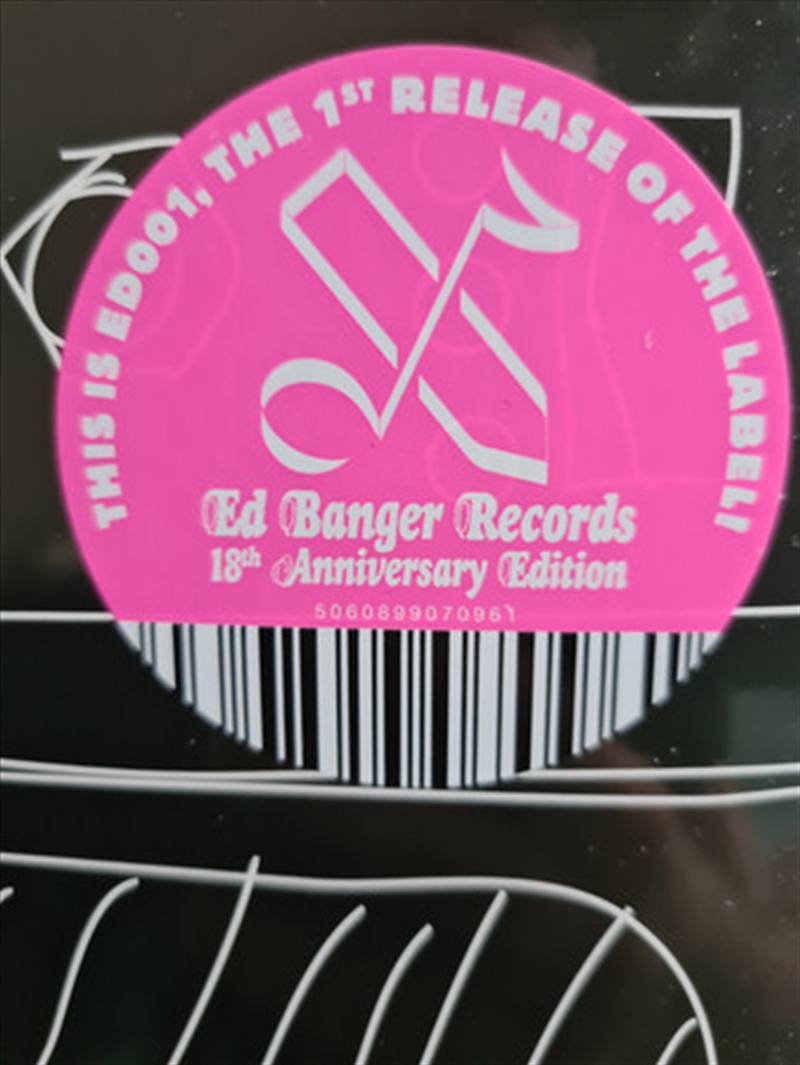 THIS IS ED001, THE 1ST RELEASE OF THE LABEL!
Ed Banger Records
18th Anniversary Edition
5060899070961